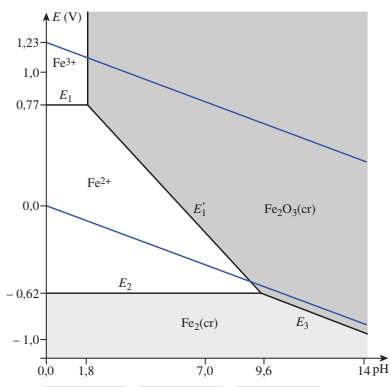 E (V)
1,23
Fe3+
1,0
E1
0,77
Fe2+
0,0
E′1
Fe2O3(cr)
E2
– 0,62
Fe2(cr)
E3
– 1,0
0,0 1,8 7,0 9,6 14 pH